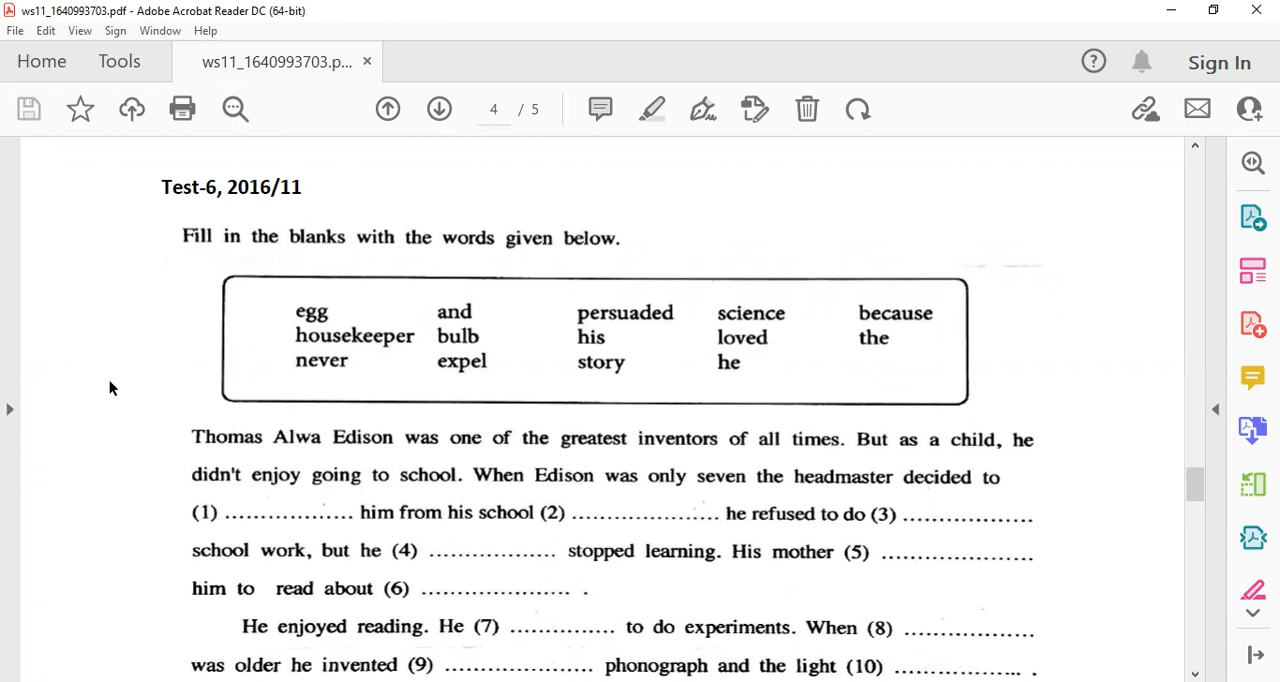 ws11_1640993703.pdf - Adobe Acrobat Reader DC (64-bit)
File Edit View Sign Window Help
Home Tools ws11_1640993703.p... × Sign In
4 / 5
Test-6, 2016/11
Fill in the blanks with the words given below.
egg and persuaded science because
housekeeper bulb his loved the
never expel story he
Thomas Alwa Edison was one of the greatest inventors of all times. But as a child, he
didn't enjoy going to school. When Edison was only seven the headmaster decided to
(1) .................. him from his school (2) ..................... he refused to do (3) ...................
school work, but he (4) .................. stopped learning. His mother (5) ......................
him to read about (6) ..................... .
He enjoyed reading. He (7) ............... to do experiments. When (8) ...................
was older he invented (9) ..................... phonograph and the light (10) .................. .